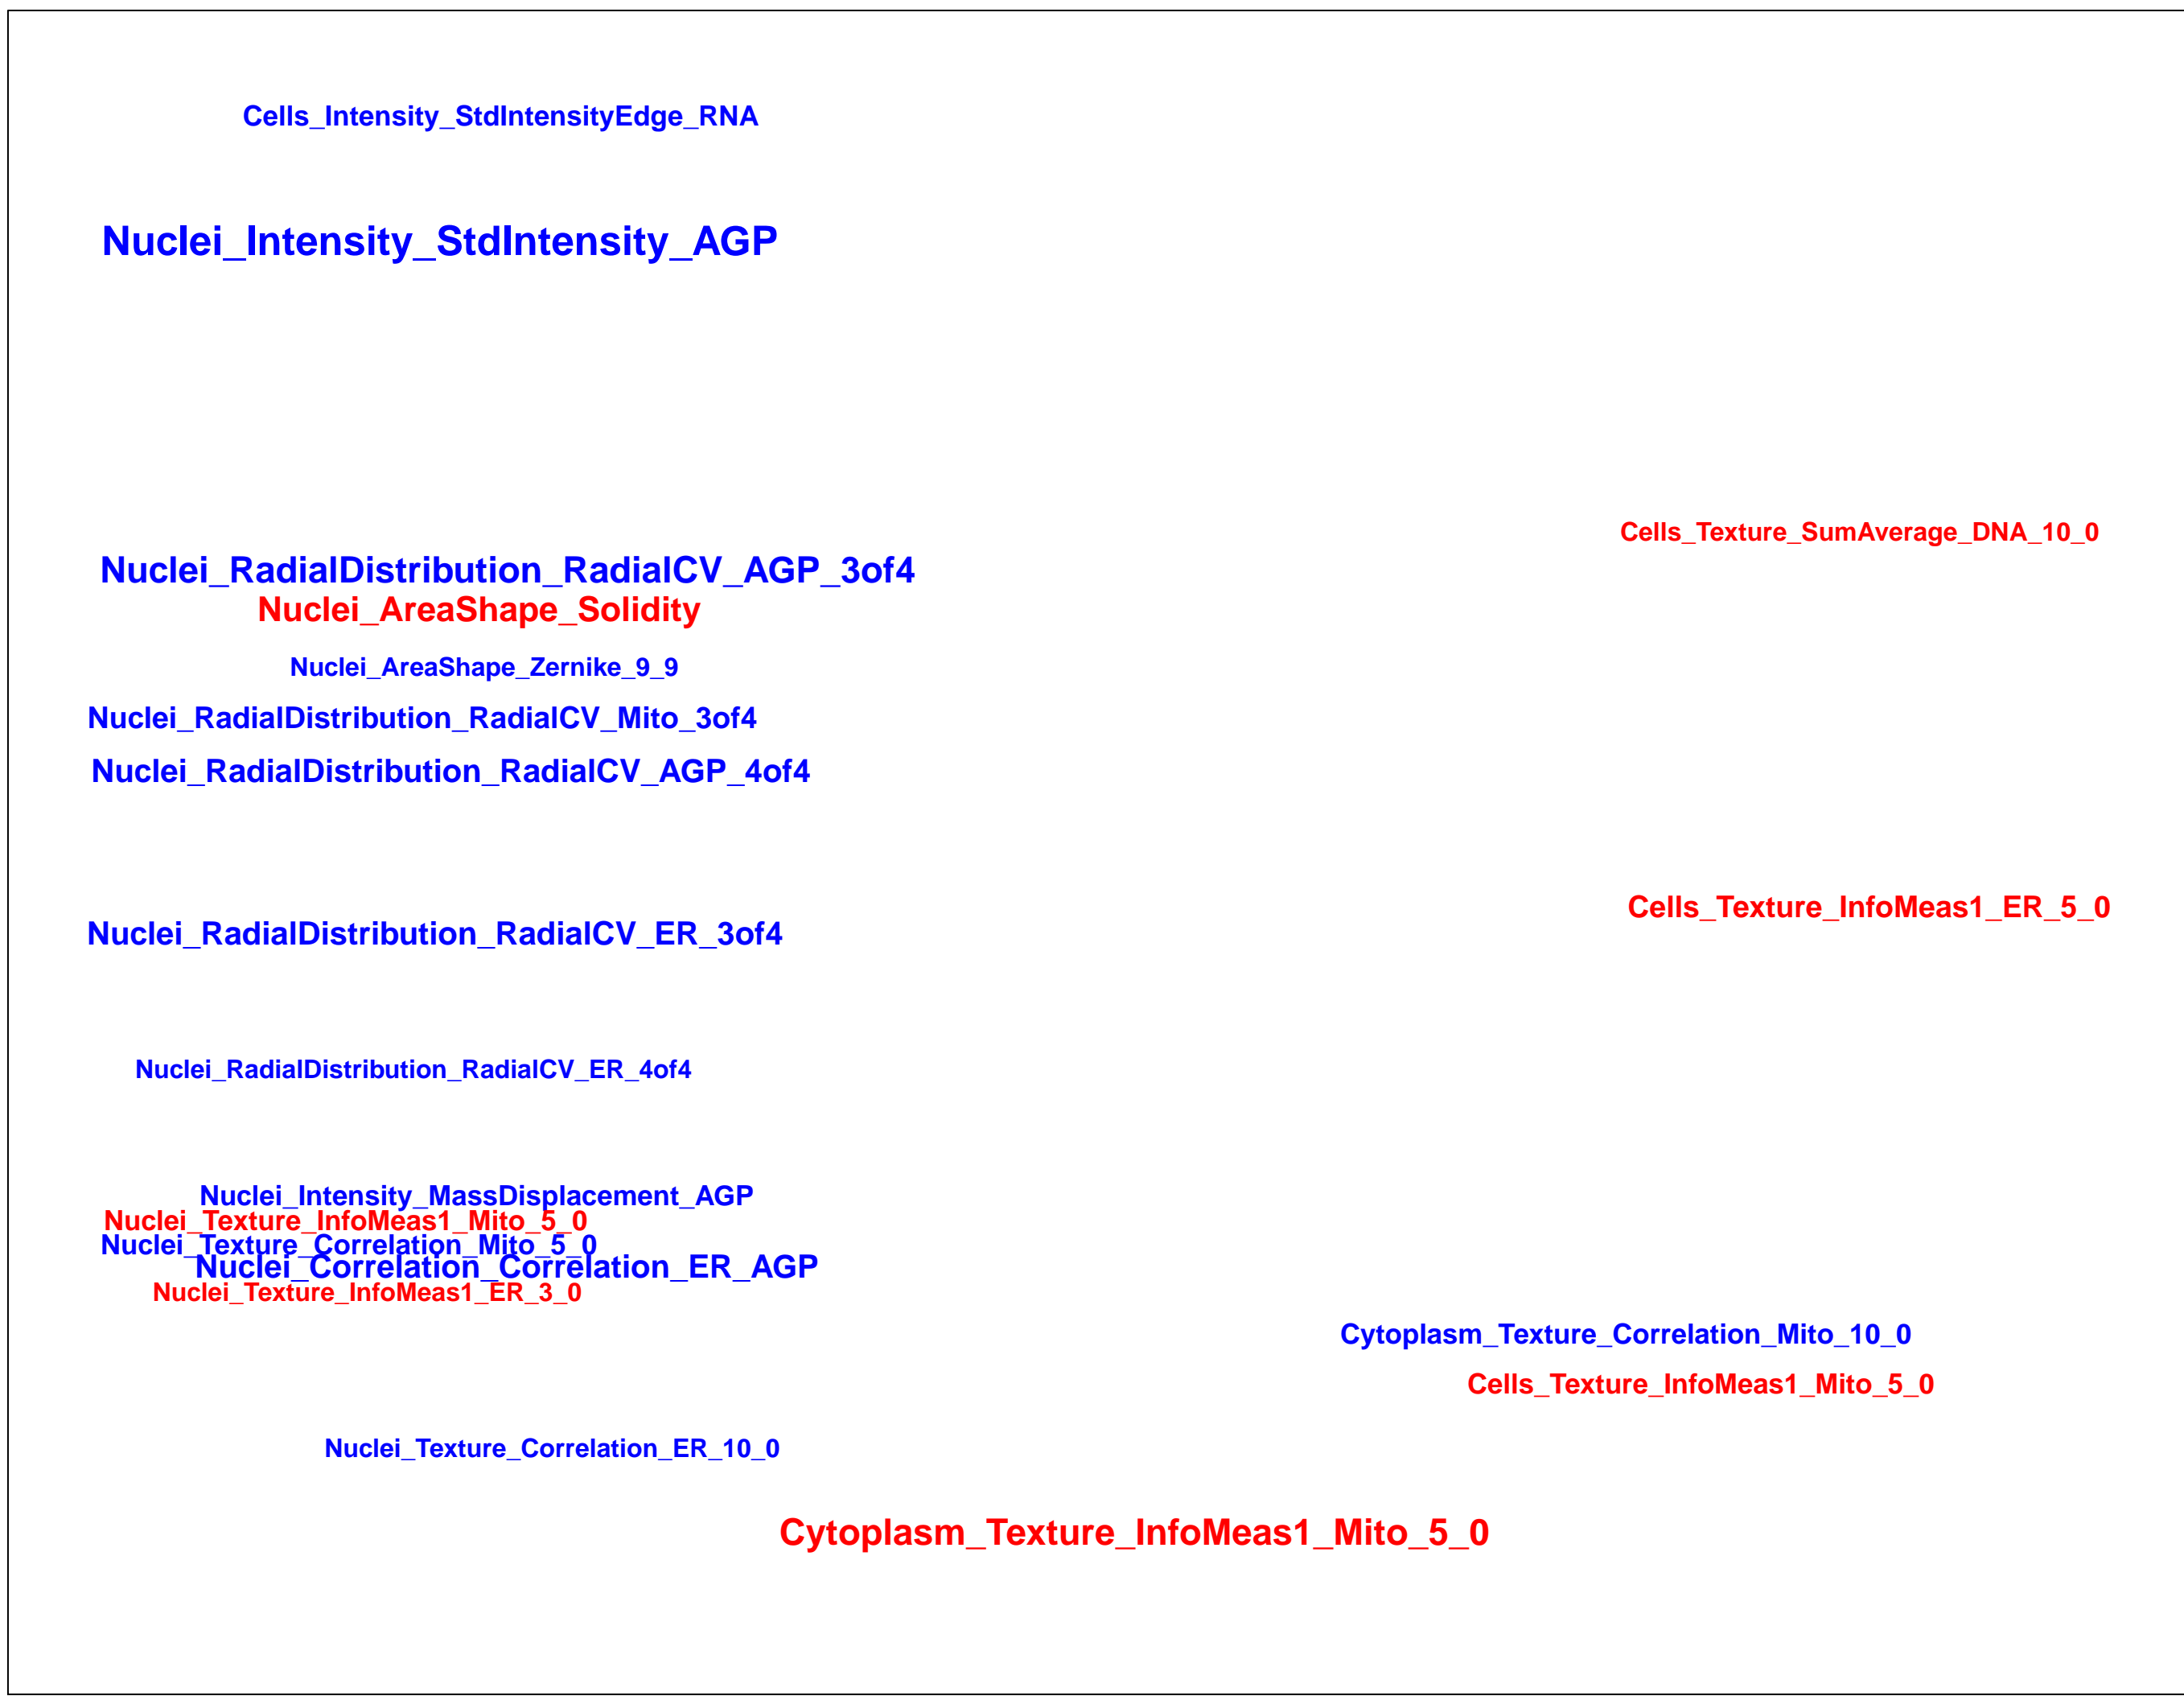 Cells_Intensity_StdIntensityEdge_RNA
Nuclei_Intensity_StdIntensity_AGP
Cells_Texture_SumAverage_DNA_10_0
Nuclei_RadialDistribution_RadialCV_AGP_3of4
Nuclei_AreaShape_Solidity
Nuclei_AreaShape_Zernike_9_9
Nuclei_RadialDistribution_RadialCV_Mito_3of4
Nuclei_RadialDistribution_RadialCV_AGP_4of4
Cells_Texture_InfoMeas1_ER_5_0
Nuclei_RadialDistribution_RadialCV_ER_3of4
Nuclei_RadialDistribution_RadialCV_ER_4of4
Nuclei_Intensity_MassDisplacement_AGP
Nuclei_Texture_InfoMeas1_Mito_5_0
Nuclei_Texture_Correlation_Mito_5_0
Nuclei_Correlation_Correlation_ER_AGP
Nuclei_Texture_InfoMeas1_ER_3_0
Cytoplasm_Texture_Correlation_Mito_10_0
Cells_Texture_InfoMeas1_Mito_5_0
Nuclei_Texture_Correlation_ER_10_0
Cytoplasm_Texture_InfoMeas1_Mito_5_0